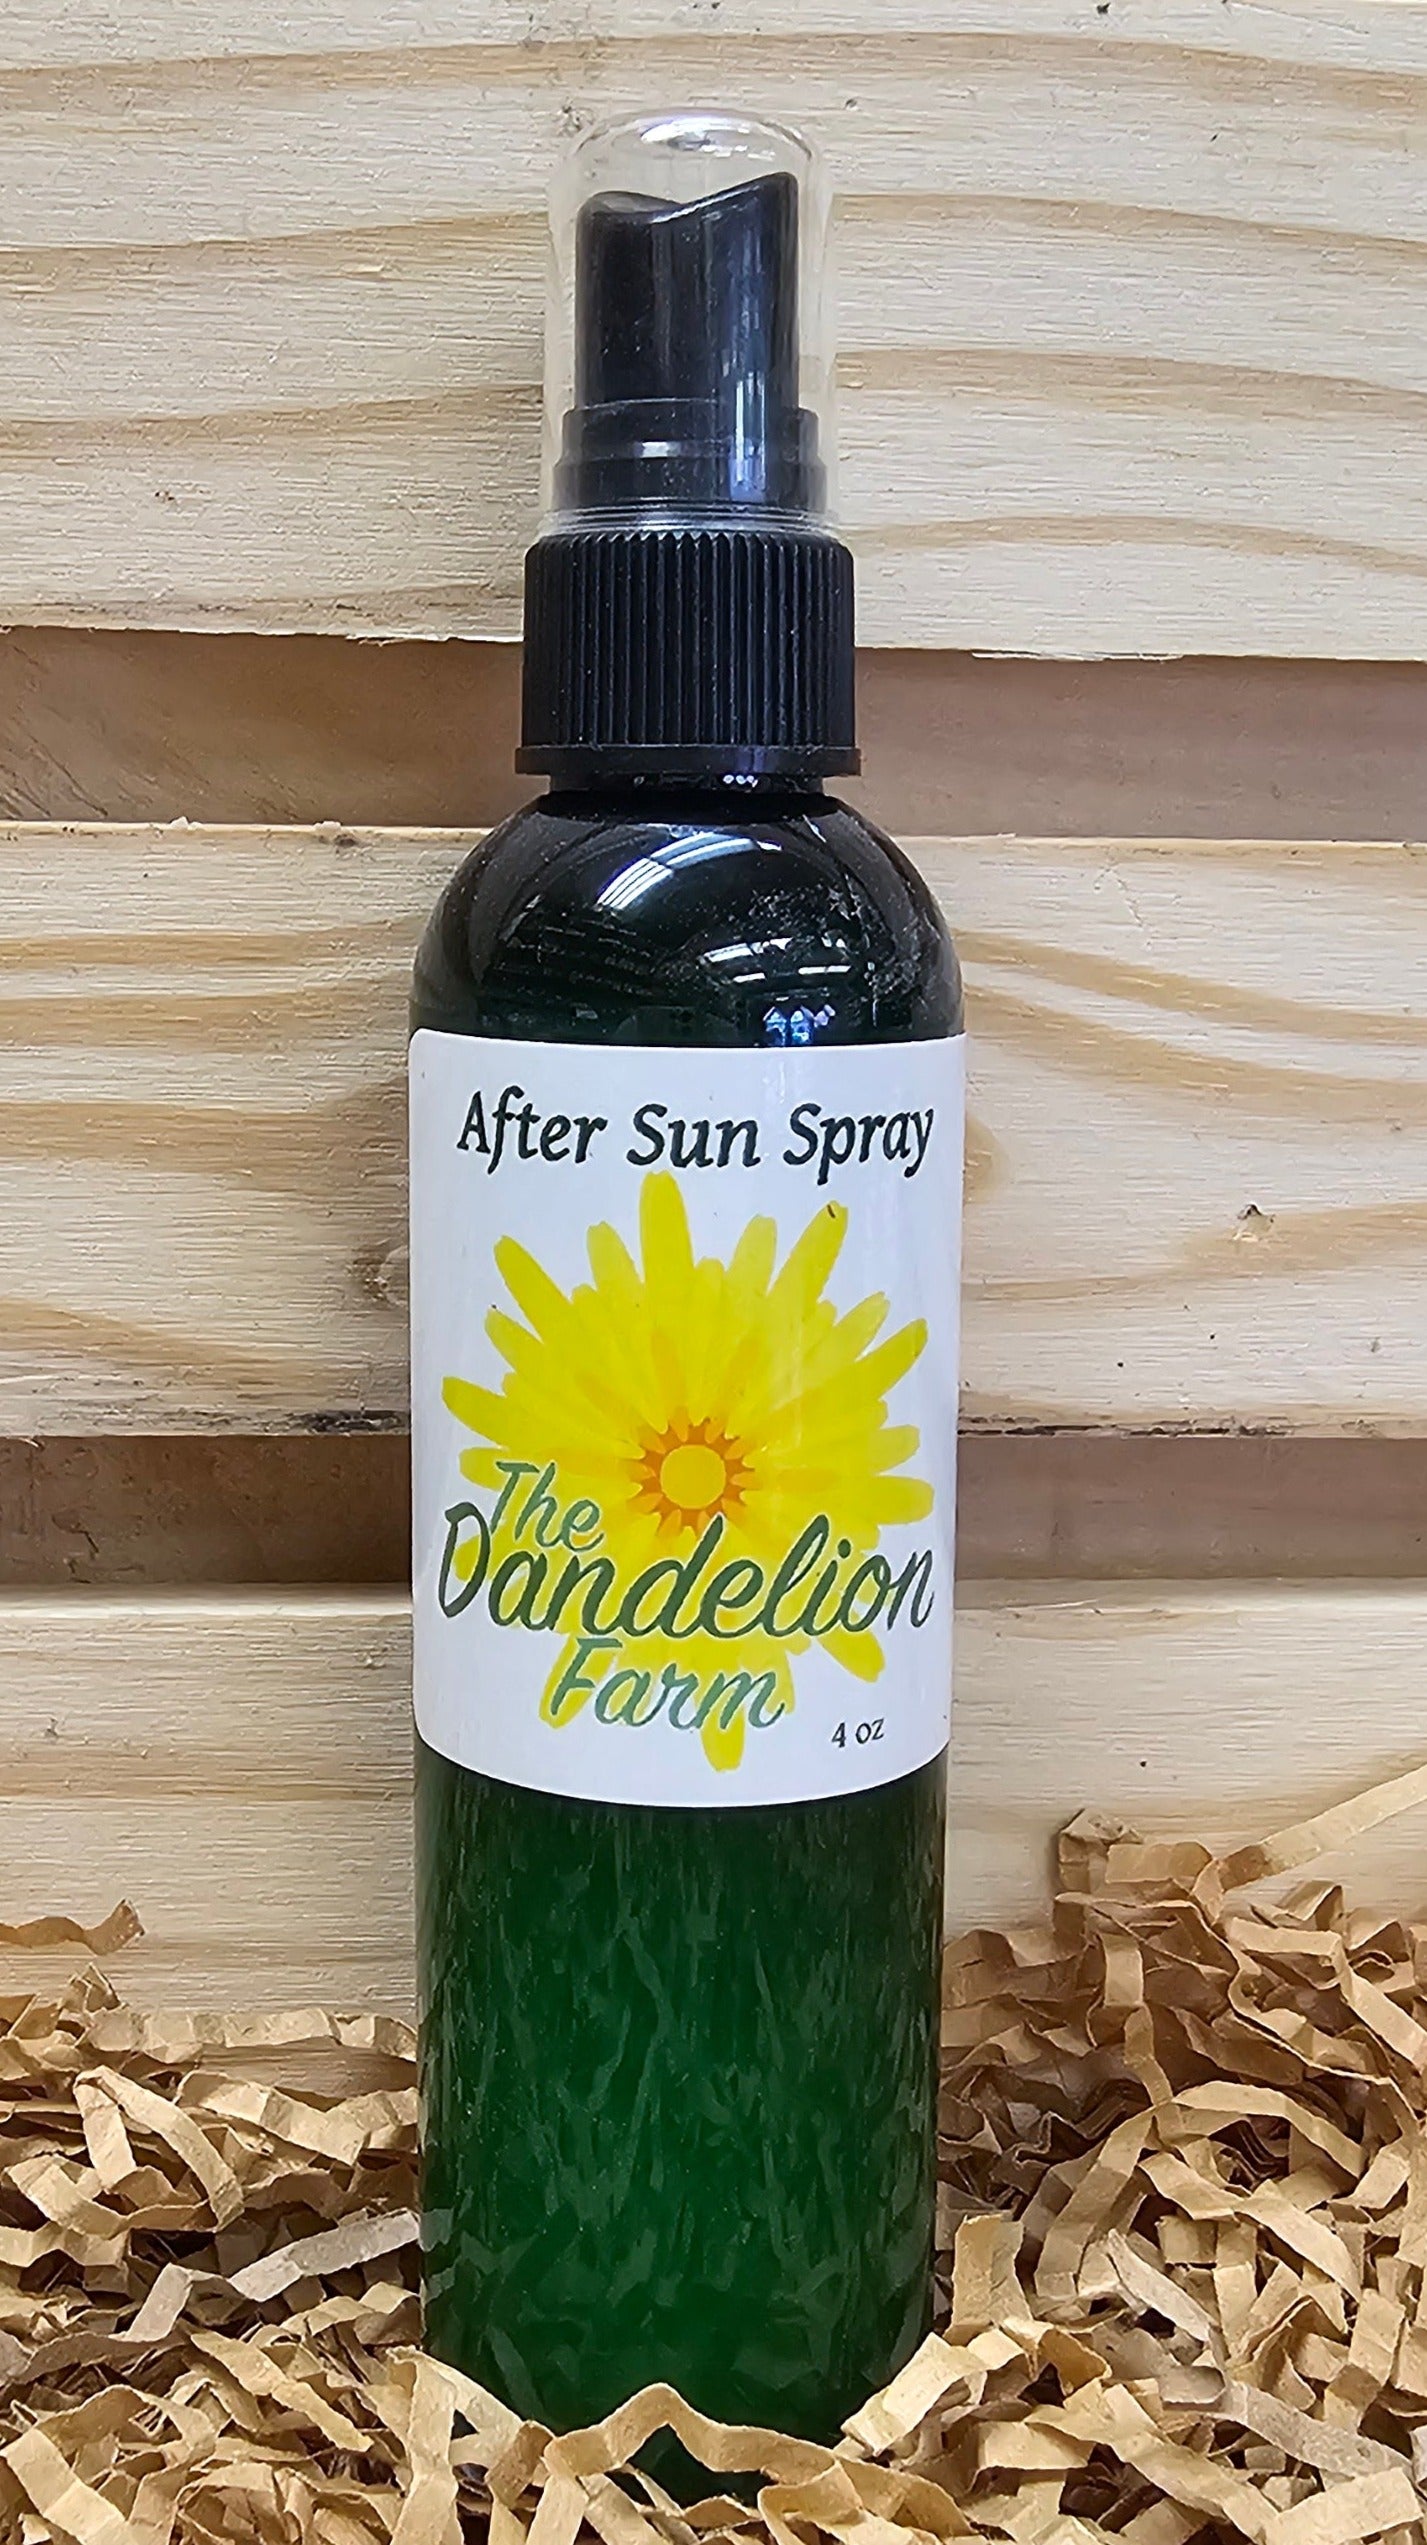 After Sun Spray
The
Dandelion
Farm
4 oz